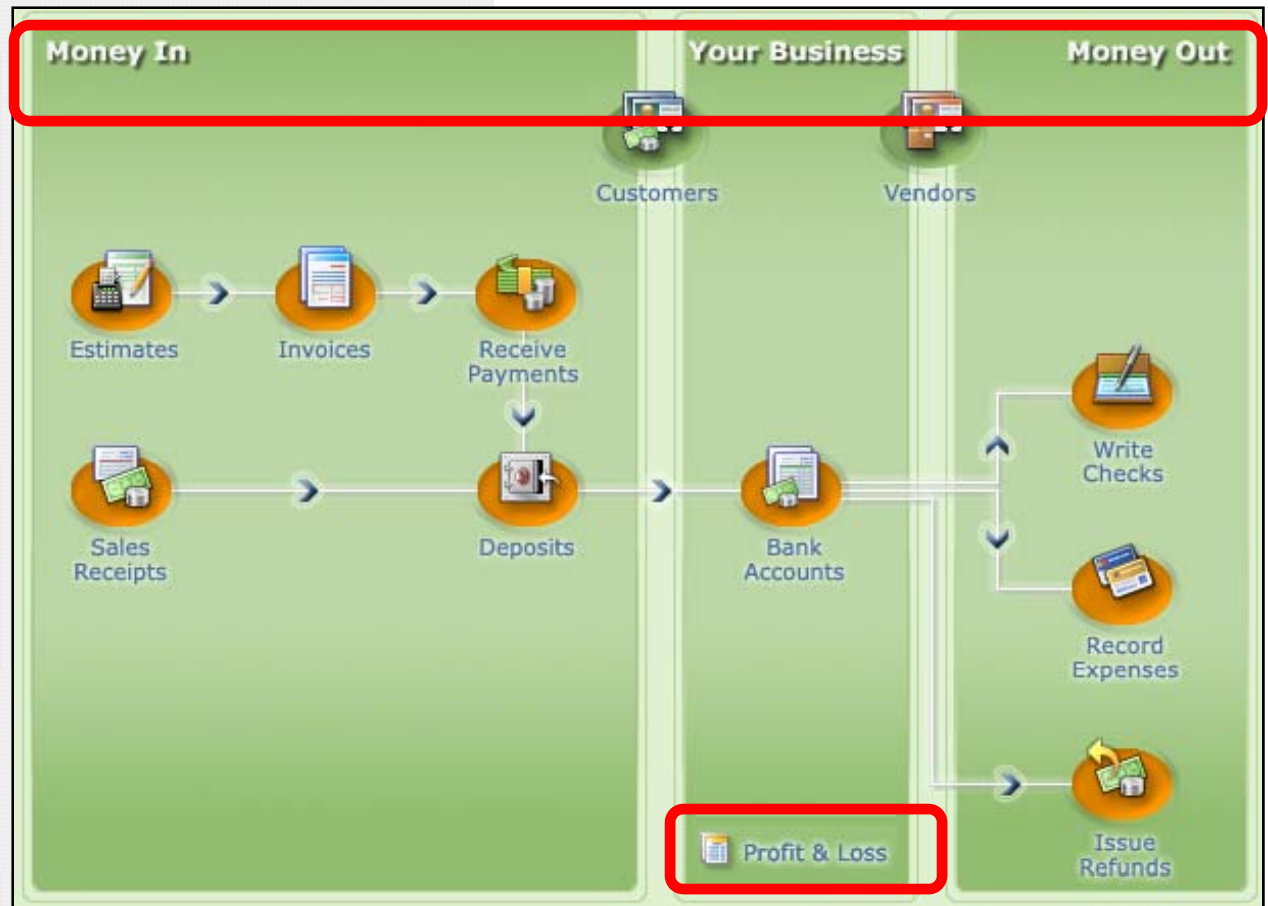 Money In
Your Business
Money Out
Customers
Vendors
Estimates
Invoices
Receive
Payments
Write
Checks
Sales
Receipts
Deposits
Bank
Accounts
Record
Expenses
Profit & Loss
Issue
Refunds